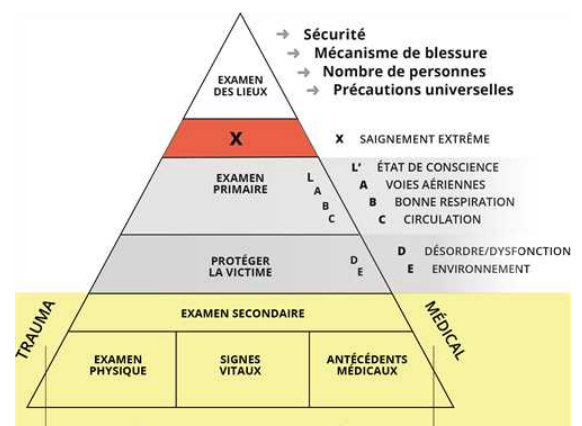 → Sécurité
→ Mécanisme de blessure
→ Nombre de personnes
→ Précautions universelles
EXAMEN
DES LIEUX
X
X SAIGNEMENT EXTRÊME
EXAMEN
PRIMAIRE
L
A
B
C
L' ÉTAT DE CONSCIENCE
A VOIES AÉRIENNES
B BONNE RESPIRATION
C CIRCULATION
PROTÉGER
LA VICTIME
D
E
D DÉSORDRE/DYSFONCTION
E ENVIRONNEMENT
TRAUMA
MÉDICAL
EXAMEN SECONDAIRE
EXAMEN
PHYSIQUE
SIGNES
VITAUX
ANTÉCÉDENTS
MÉDICAUX